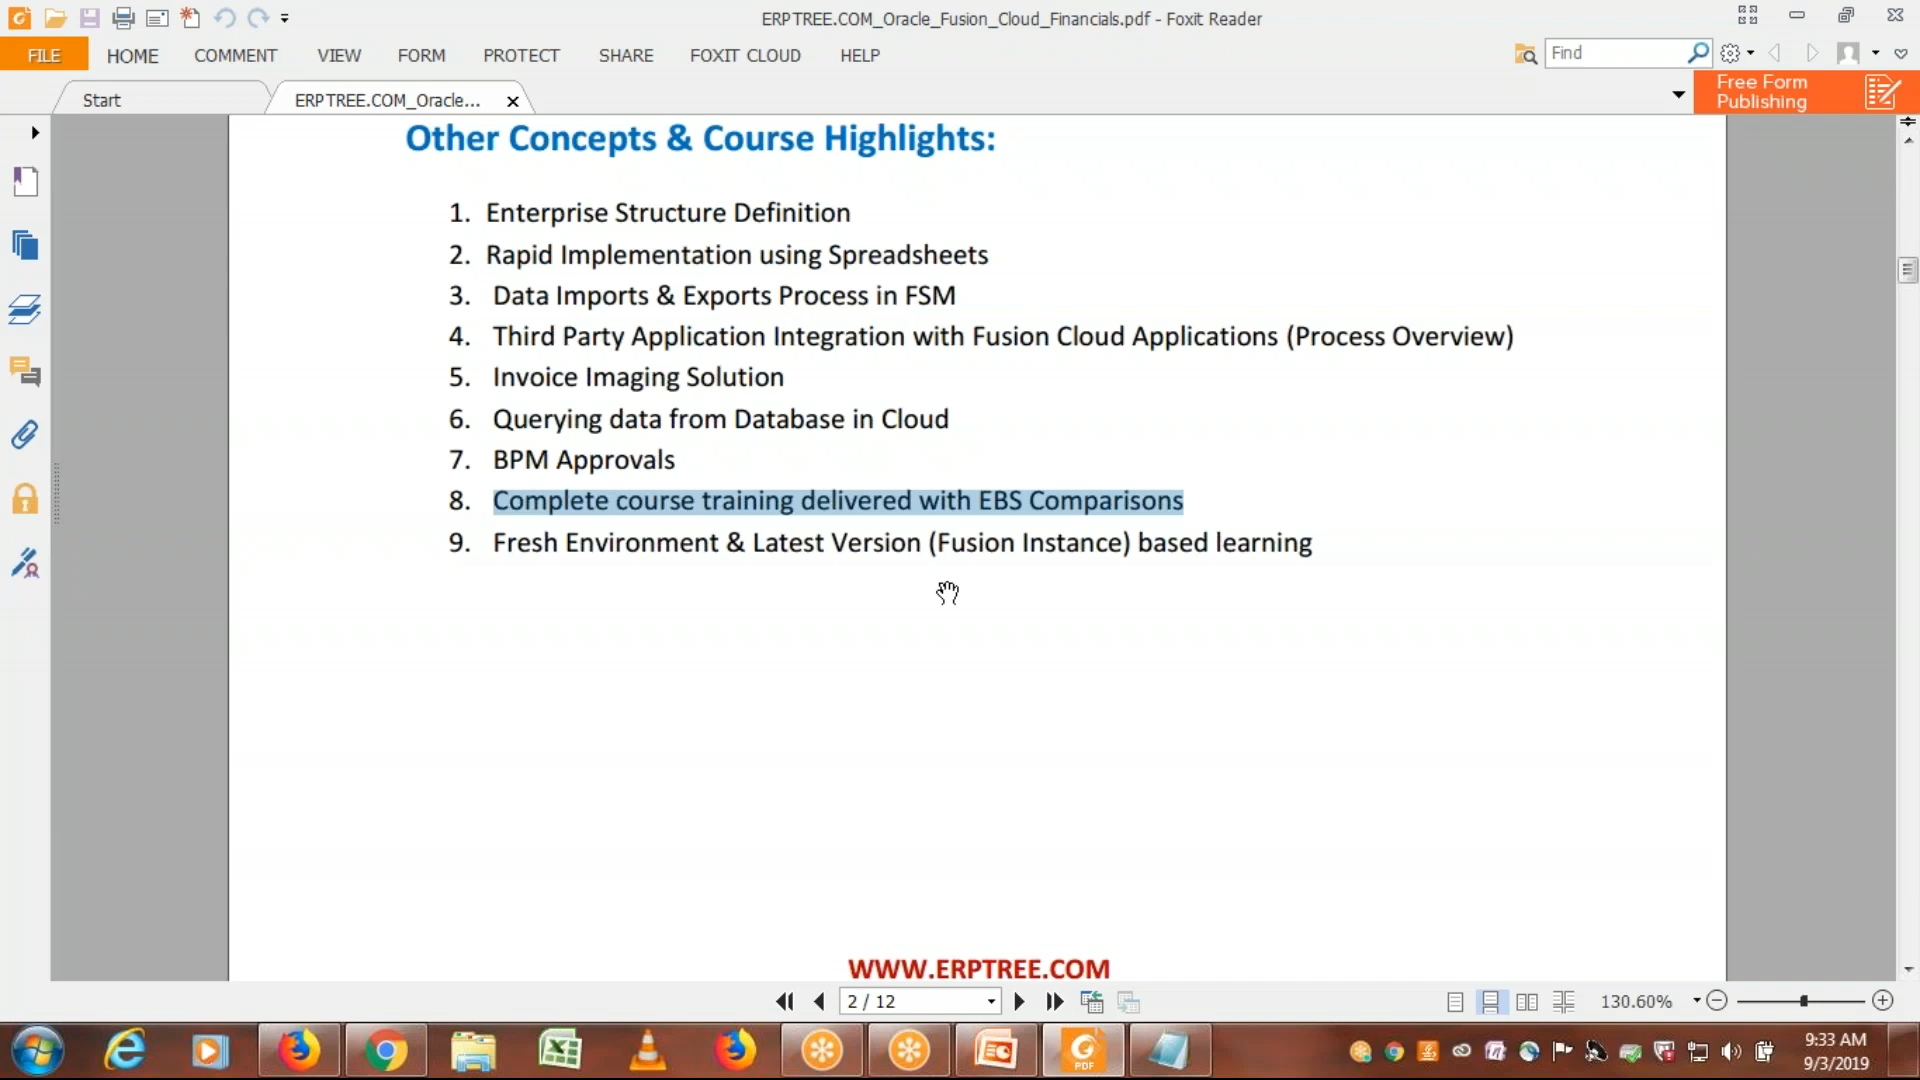 ERPTREE.COM_Oracle_Fusion_Cloud_Financials.pdf - Foxit Reader
FILE HOME COMMENT VIEW FORM PROTECT SHARE FOXIT CLOUD HELP
Find
Start
ERPTREE.COM_Oracle...
Free Form
Publishing
Other Concepts & Course Highlights:
1. Enterprise Structure Definition
2. Rapid Implementation using Spreadsheets
3. Data Imports & Exports Process in FSM
4. Third Party Application Integration with Fusion Cloud Applications (Process Overview)
5. Invoice Imaging Solution
6. Querying data from Database in Cloud
7. BPM Approvals
8. Complete course training delivered with EBS Comparisons
9. Fresh Environment & Latest Version (Fusion Instance) based learning
WWW.ERPTREE.COM
2 / 12
130.60%
PDF
9:33 AM
9/3/2019